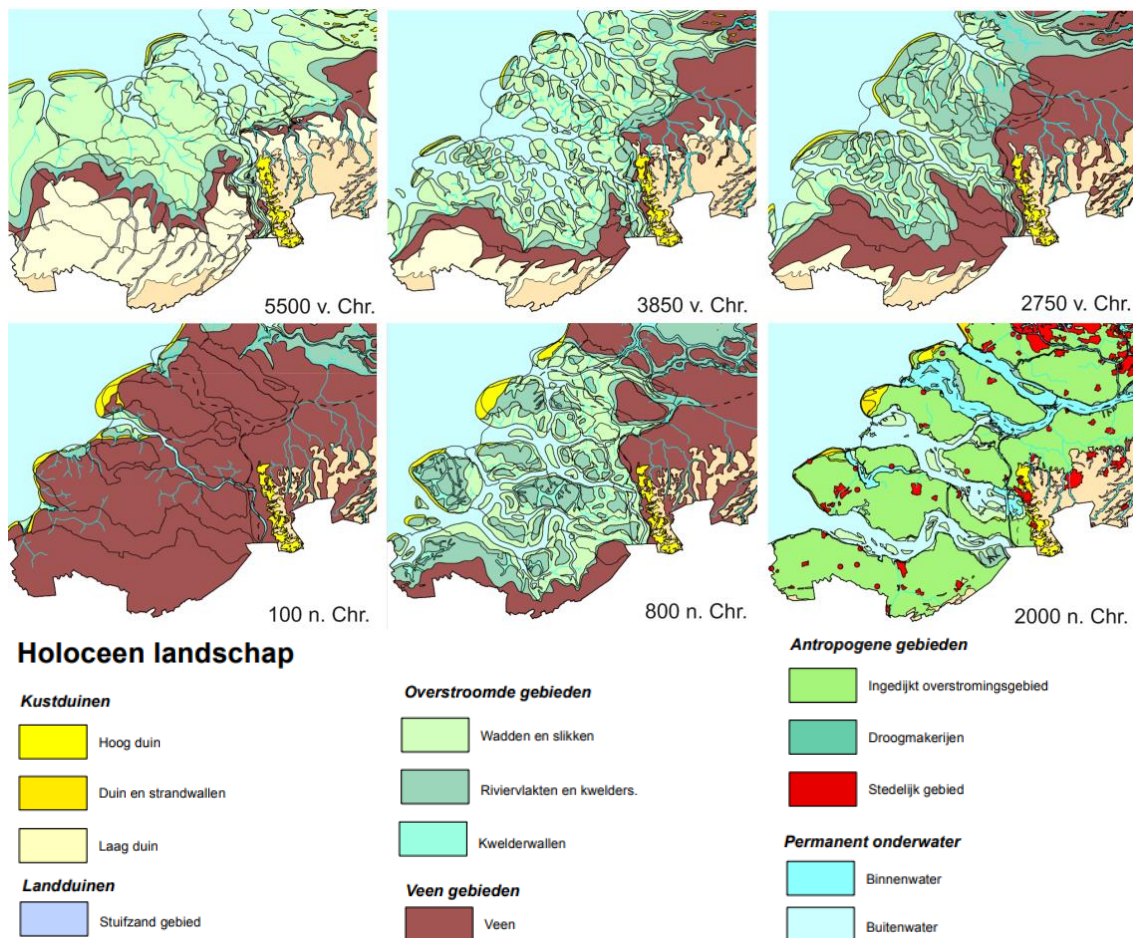 5500 v. Chr.
3850 v. Chr.
2750 v. Chr.
100 n. Chr.
800 n. Chr.
2000 n. Chr.
Holoceen landschap
Kustduinen
Hoog duin
Duin en strandwallen
Laag duin
Landduinen
Stuifzand gebied
Overstroomde gebieden
Wadden en slikken
Riviervlakten en kwelders.
Kwelderwallen
Veen gebieden
Veen
Antropogene gebieden
Ingedijkt overstromingsgebied
Droogmakerijen
Stedelijk gebied
Permanent onderwater
Binnenwater
Buitenwater